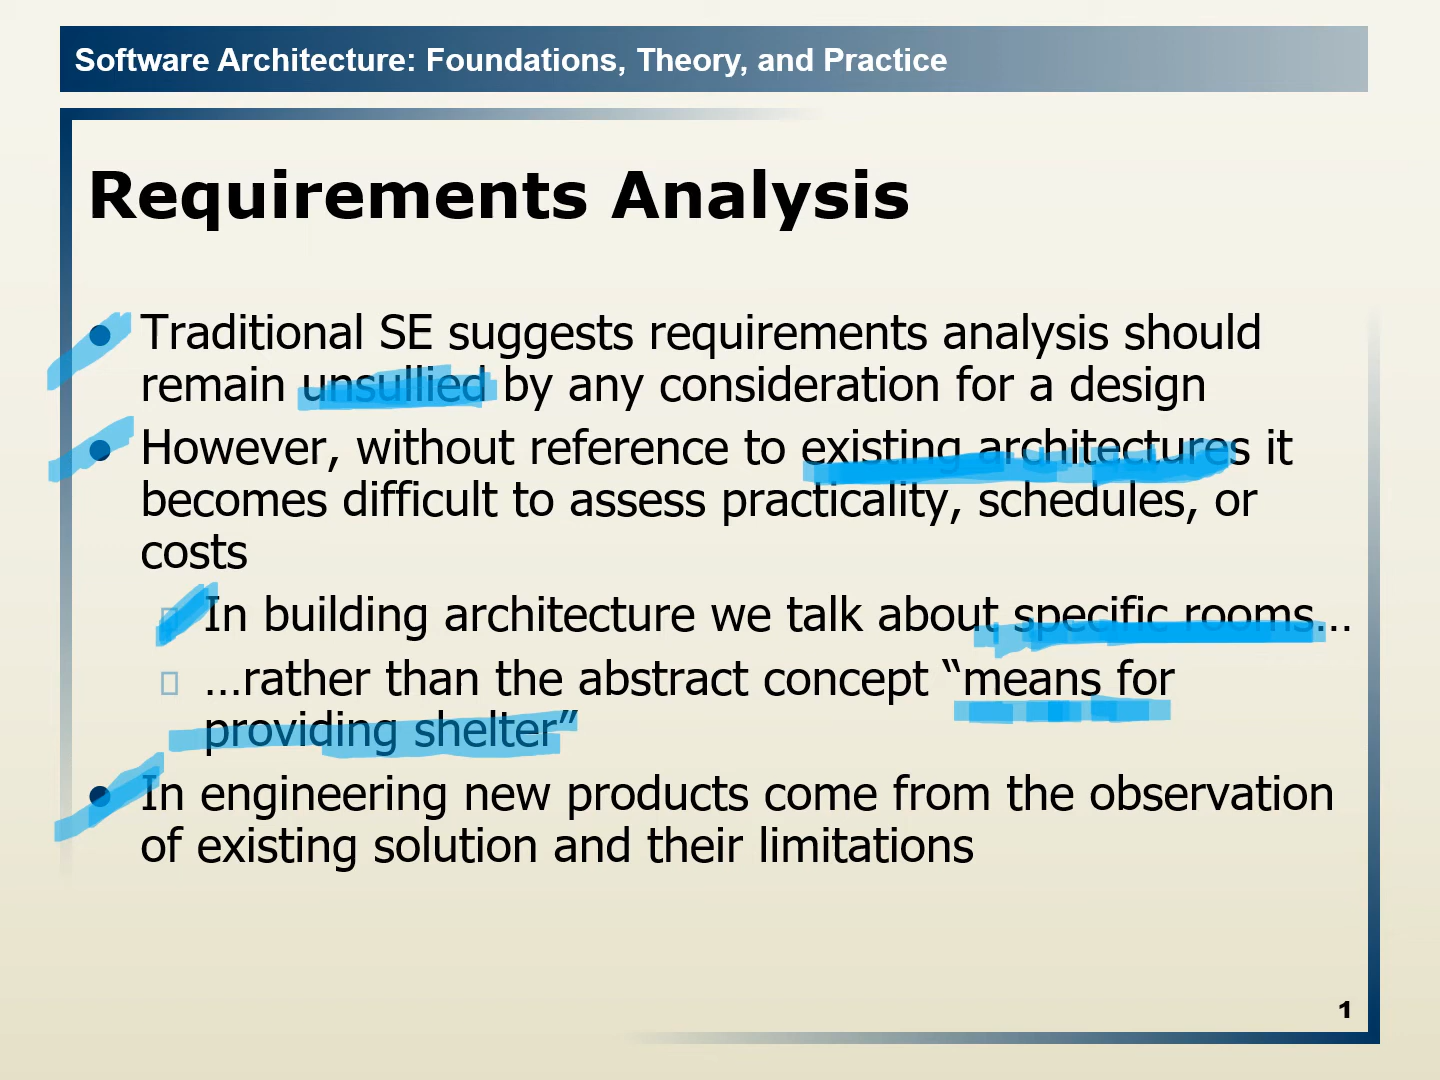 Software Architecture: Foundations, Theory, and Practice
Requirements Analysis
• Traditional SE suggests requirements analysis should
remain unsullied by any consideration for a design
• However, without reference to existing architectures it
becomes difficult to assess practicality, schedules, or
costs
In building architecture we talk about specific rooms…
…rather than the abstract concept “means for
providing shelter”
• In engineering new products come from the observation
of existing solution and their limitations
1